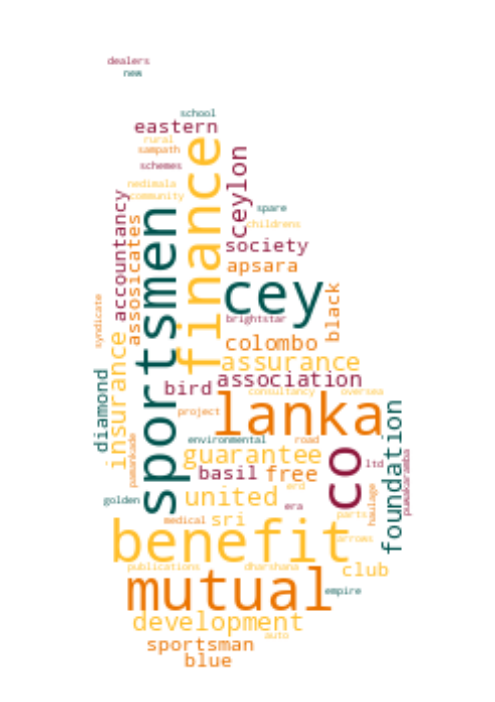 dealers
new
school
eastern
rural
sampath
schemes
finance
ceylon
nedimala
community
accountancy
assosicates
sportsmen
spare
childrens
society
apsara
cey
black
brightstar
syndicate
colombo
insurance
assurance
association
diamond
bird
consultancy
oversea
lanka
project
foundation
pamankade
environmental
road
guarantee
co
ltd
basil
free
pumakaramba
haulage
golden
united
erd
era
medical
sri
parts
benefit
arrows
publications
dharshana
club
mutual
empire
development
auto
sportsman
blue